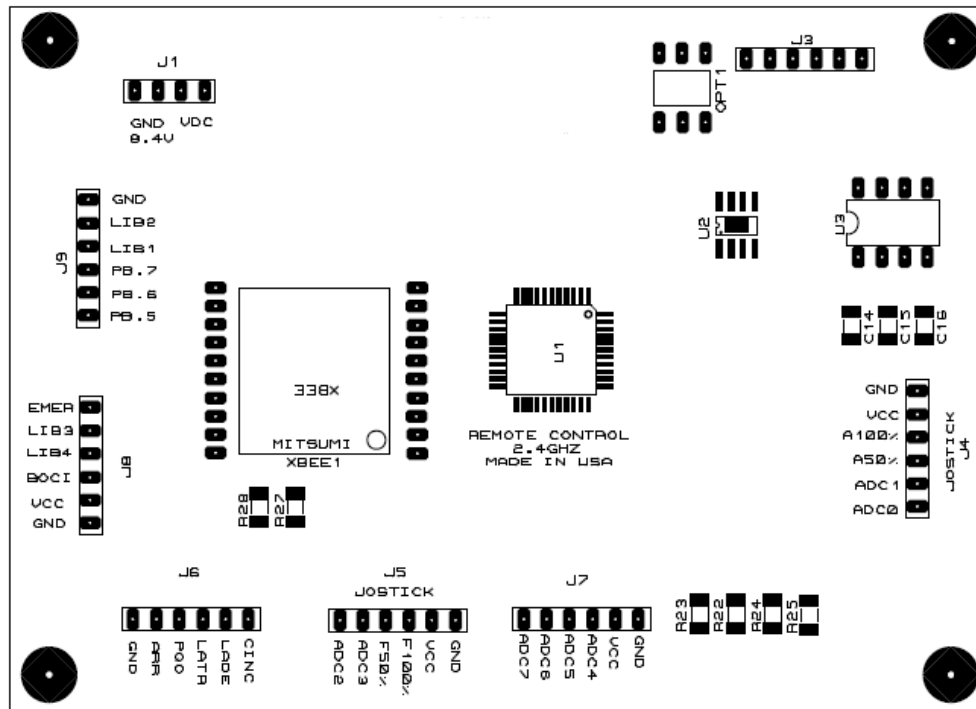 J1
GND VDC
8.4V
J3
OPT1
GND
LIB2
LIB1
PB.7
PB.6
PB.5
J9
U2
U3
C14
C15
C16
U1
338X
MITSUMI
XBEE1
REMOTE CONTROL
2.4GHZ
MADE IN USA
EMER
LIB3
LIB4
BOCI
VCC
GND
J8
GND
VCC
A100%
A50%
ADC1
ADC0
JOSTICK
J4
R28
R27
J6
GND
ARR
PQO
LATR
LADE
CINC
J5
JOSTICK
ADC2
ADC3
F50%
F100%
VCC
GND
J7
ADC7
ADC6
ADC5
ADC4
VCC
GND
R23
R22
R24
R25